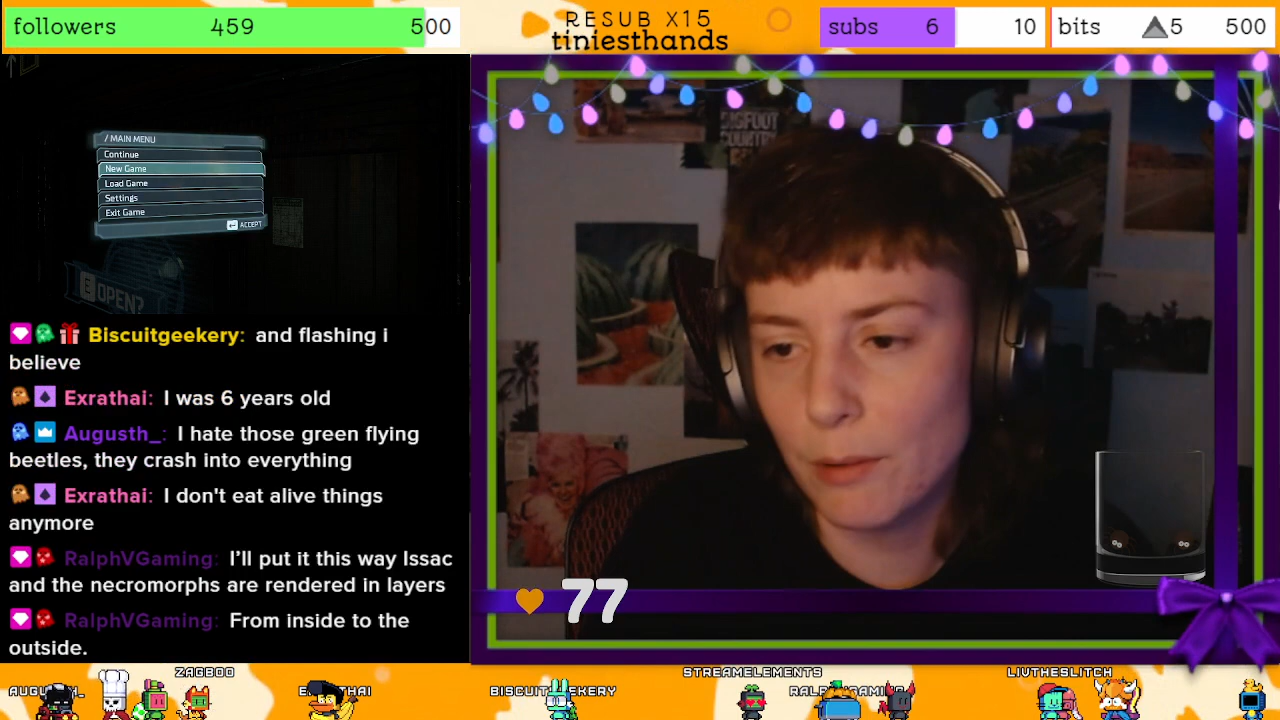 followers 459 500
RESUB X15
tiniesthands
subs 6 10
bits 5 500
/ MAIN MENU
Continue
New Game
Load Game
Settings
Exit Game
ACCEPT
E OPEN?
BIGFOOT
COUNTRY
Biscuitgeekery: and flashing i
believe
Exrathai: I was 6 years old
Augusth_: I hate those green flying
beetles, they crash into everything
Exrathai: I don't eat alive things
anymore
RalphVGaming: I'll put it this way Issac
and the necromorphs are rendered in layers
RalphVGaming: From inside to the
outside.
77
ZAGBOO
STREAMELEMENTS
LIVTHESLITCH